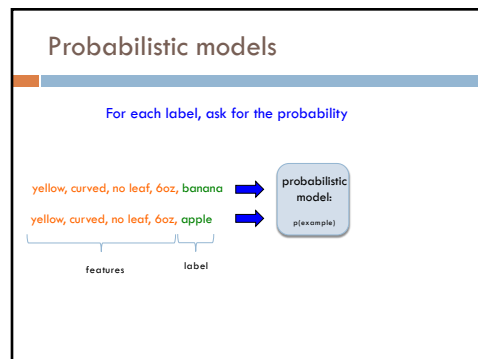 Probabilistic models
For each label, ask for the probability
yellow, curved, no leaf, 6oz, banana
yellow, curved, no leaf, 6oz, apple
features
label
probabilistic
model:
p(example)